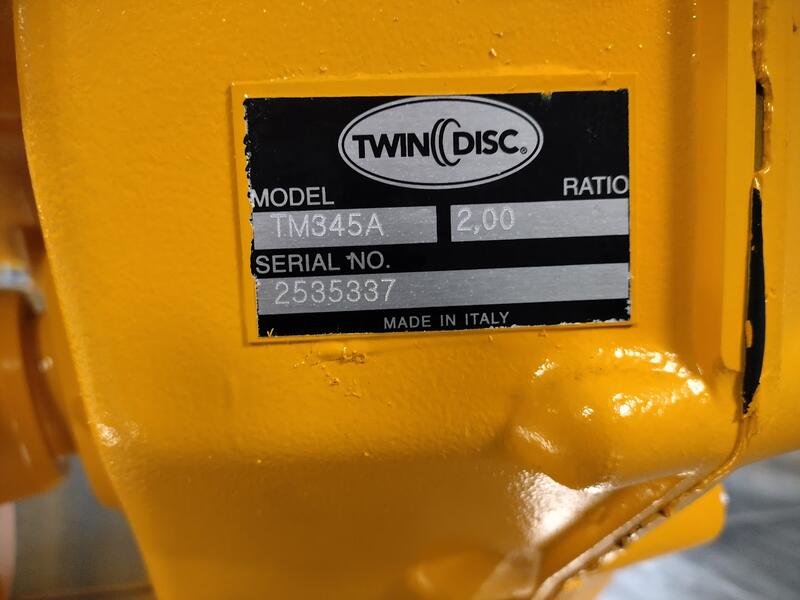 TWIN DISC®
MODEL RATIO
TM345A 2,00
SERIAL NO.
2535337
MADE IN ITALY